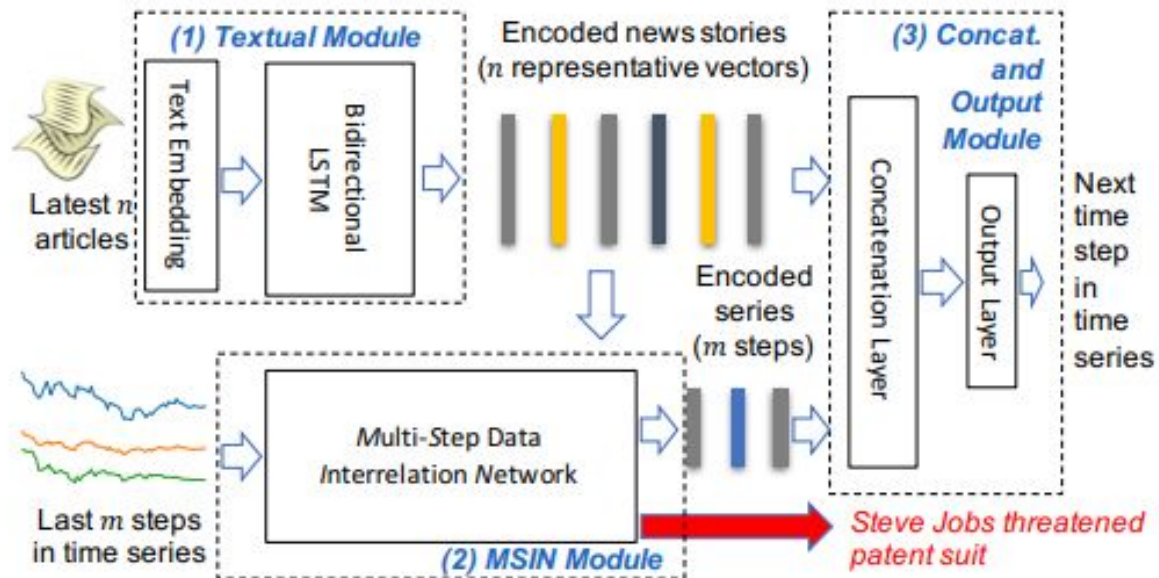 (1) Textual Module
Text Embedding
Bidirectional
LSTM
Latest n
articles
Encoded news stories
(n representative vectors)
(3) Concat.
and
Output
Module
Concatenation Layer
Output Layer
Next
time
step
in
time
series
Encoded
series
(m steps)
Multi-Step Data
Interrelation Network
Last m steps
in time series
(2) MSIN Module
Steve Jobs threatened
patent suit